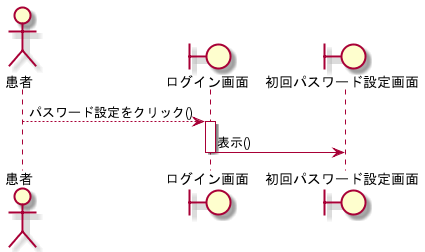 患者
ログイン画面
初回パスワード設定画面
パスワード設定をクリック()
表示()
患者
ログイン画面
初回パスワード設定画面